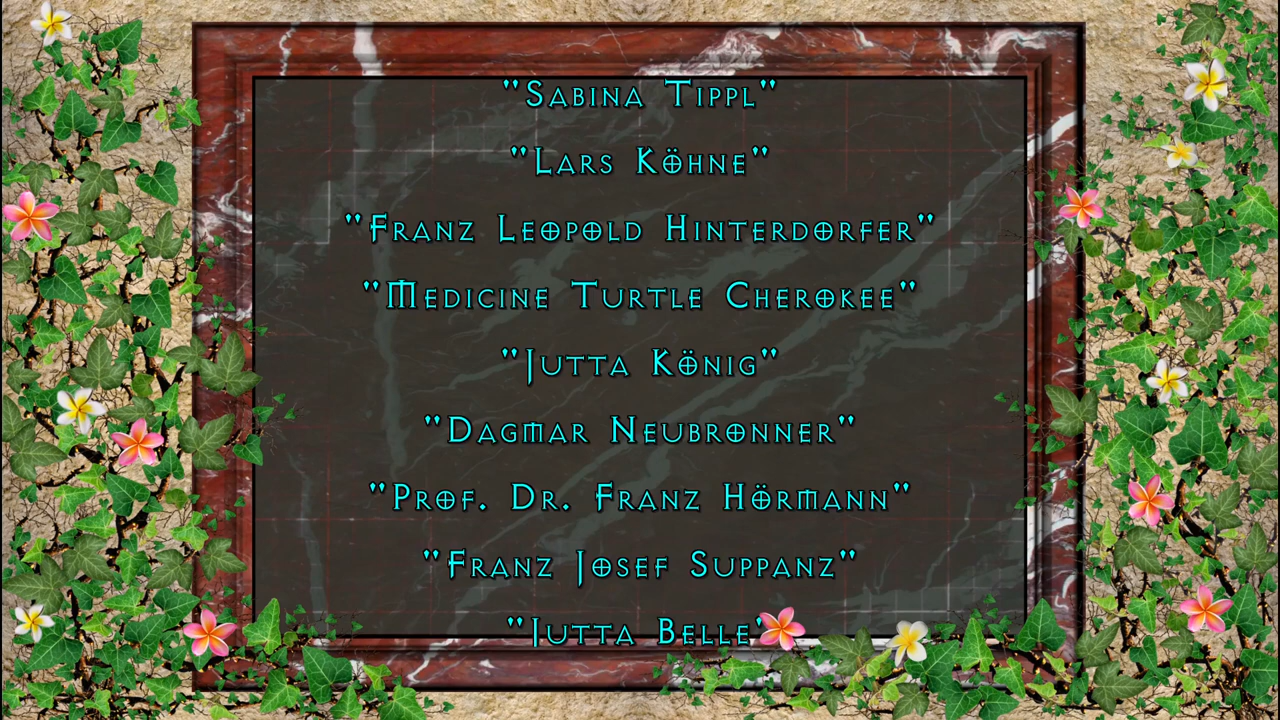 "Sabina Tippl"
"Lars Köhne"
"Franz Leopold Hinterdorfer"
"Medicine Turtle Cherokee"
"Jutta König"
"Dagmar Neubronner"
"Prof. Dr. Franz Hörmann"
"Franz Josef Suppanz"
"Jutta Belle"